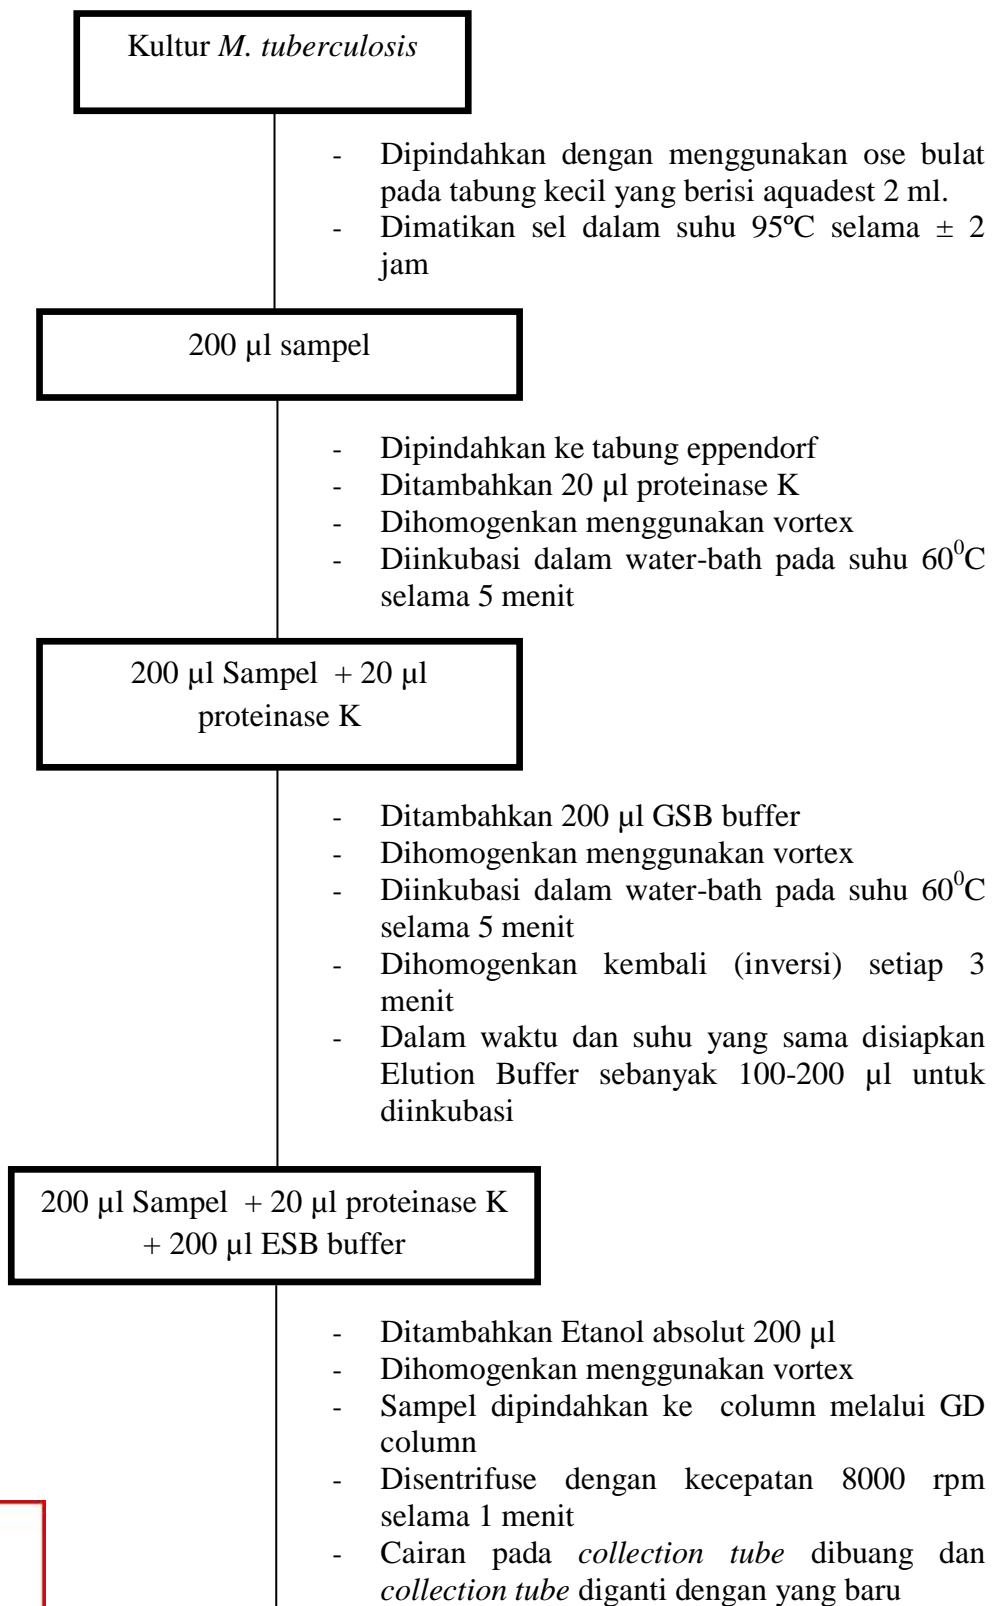 Kultur M. tuberculosis
- Dipindahkan dengan menggunakan ose bulat
pada tabung kecil yang berisi aquadest 2 ml.
- Dimatikan sel dalam suhu 95ºC selama ± 2
jam
200 µl sampel
- Dipindahkan ke tabung eppendorf
- Ditambahkan 20 µl proteinase K
- Dihomogenkan menggunakan vortex
- Diinkubasi dalam water-bath pada suhu 60⁰C
selama 5 menit
200 µl Sampel + 20 µl
proteinase K
- Ditambahkan 200 µl GSB buffer
- Dihomogenkan menggunakan vortex
- Diinkubasi dalam water-bath pada suhu 60⁰C
selama 5 menit
- Dihomogenkan kembali (inversi) setiap 3
menit
- Dalam waktu dan suhu yang sama disiapkan
Elution Buffer sebanyak 100-200 µl untuk
diinkubasi
200 µl Sampel + 20 µl proteinase K
+ 200 µl ESB buffer
- Ditambahkan Etanol absolut 200 µl
- Dihomogenkan menggunakan vortex
- Sampel dipindahkan ke column melalui GD
column
- Disentrifuse dengan kecepatan 8000 rpm
selama 1 menit
- Cairan pada collection tube dibuang dan
collection tube diganti dengan yang baru